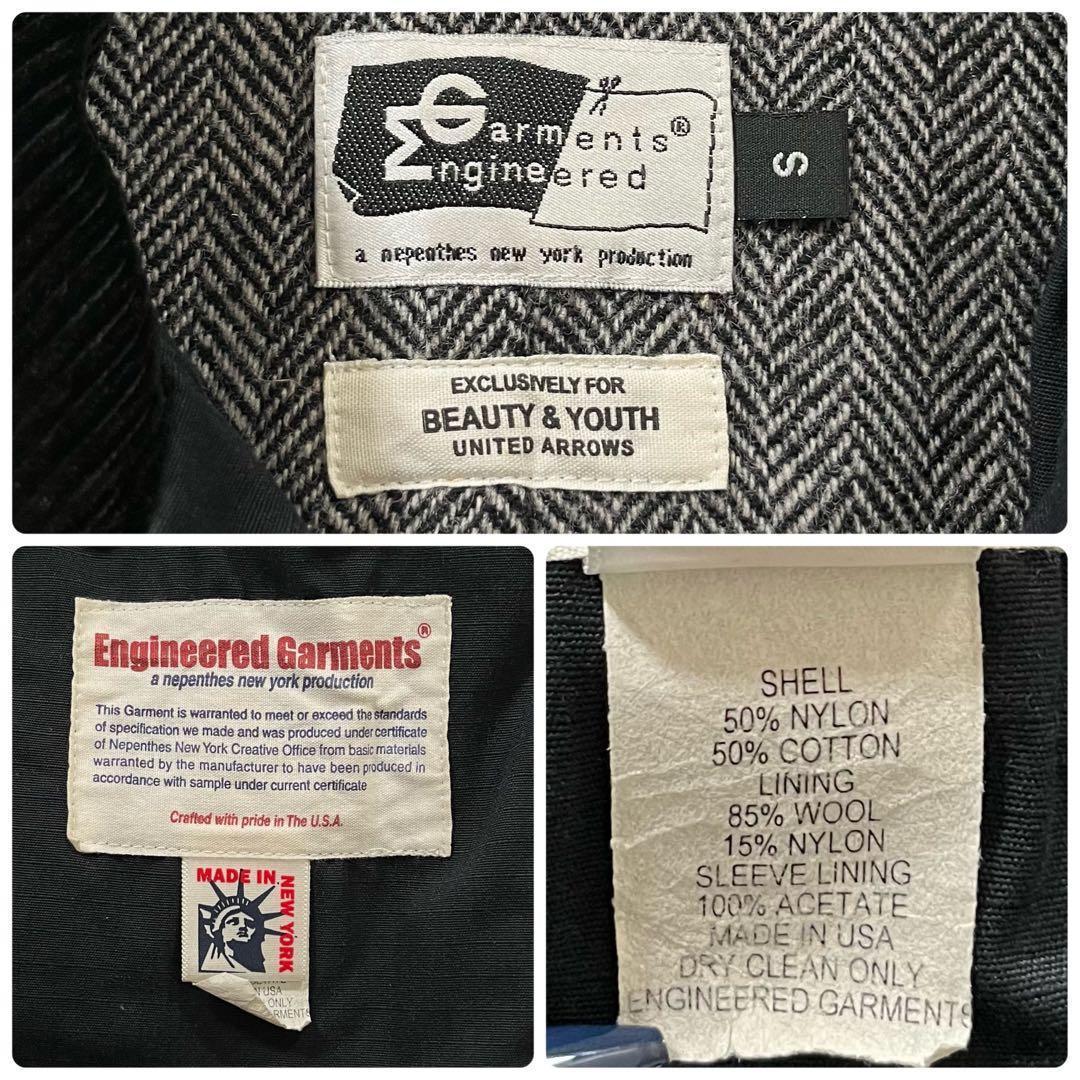 Garments®
Engineered
a nepenthes new york production
S
EXCLUSIVELY FOR
BEAUTY & YOUTH
UNITED ARROWS
Engineered Garments®
a nepenthes new york production
This Garment is warranted to meet or exceed the standards
of specification we made and was produced under certificate
of Nepenthes New York Creative Office from basic materials
warranted by the manufacturer to have been produced in
accordance with sample under current certificate
Crafted with pride in The U.S.A.
MADE IN
NEW YORK
USA
ONLY
RMENTS
SHELL
50% NYLON
50% COTTON
LINING
85% WOOL
15% NYLON
SLEEVE LINING
100% ACETATE
MADE IN USA
DRY CLEAN ONLY
ENGINEERED GARMENTS